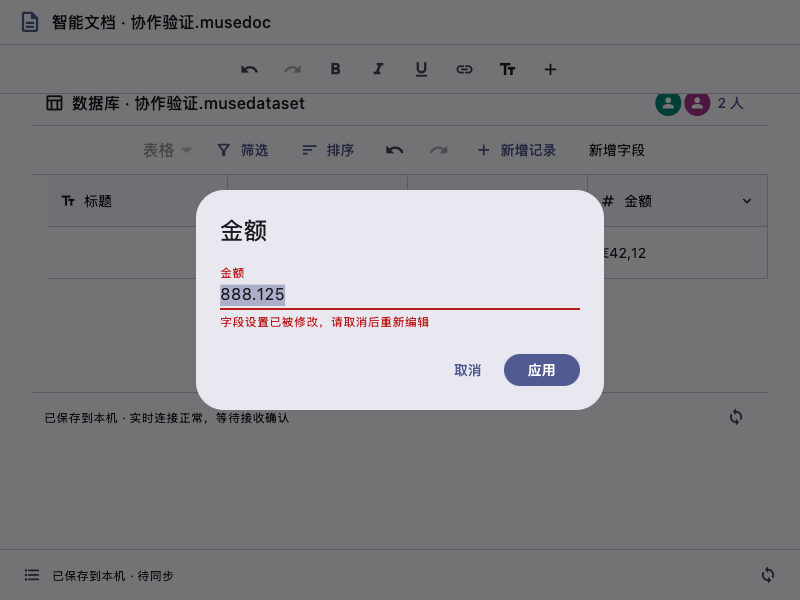 智能文档 · 协作验证.musedoc
数据库 · 协作验证.musedataset
2 人
表格
筛选
排序
新增记录
新增字段
标题
金额
€42,12
金额
金额
888.125
字段设置已被修改，请取消后重新编辑
取消
应用
已保存到本机 · 实时连接正常，等待接收确认
已保存到本机 · 待同步